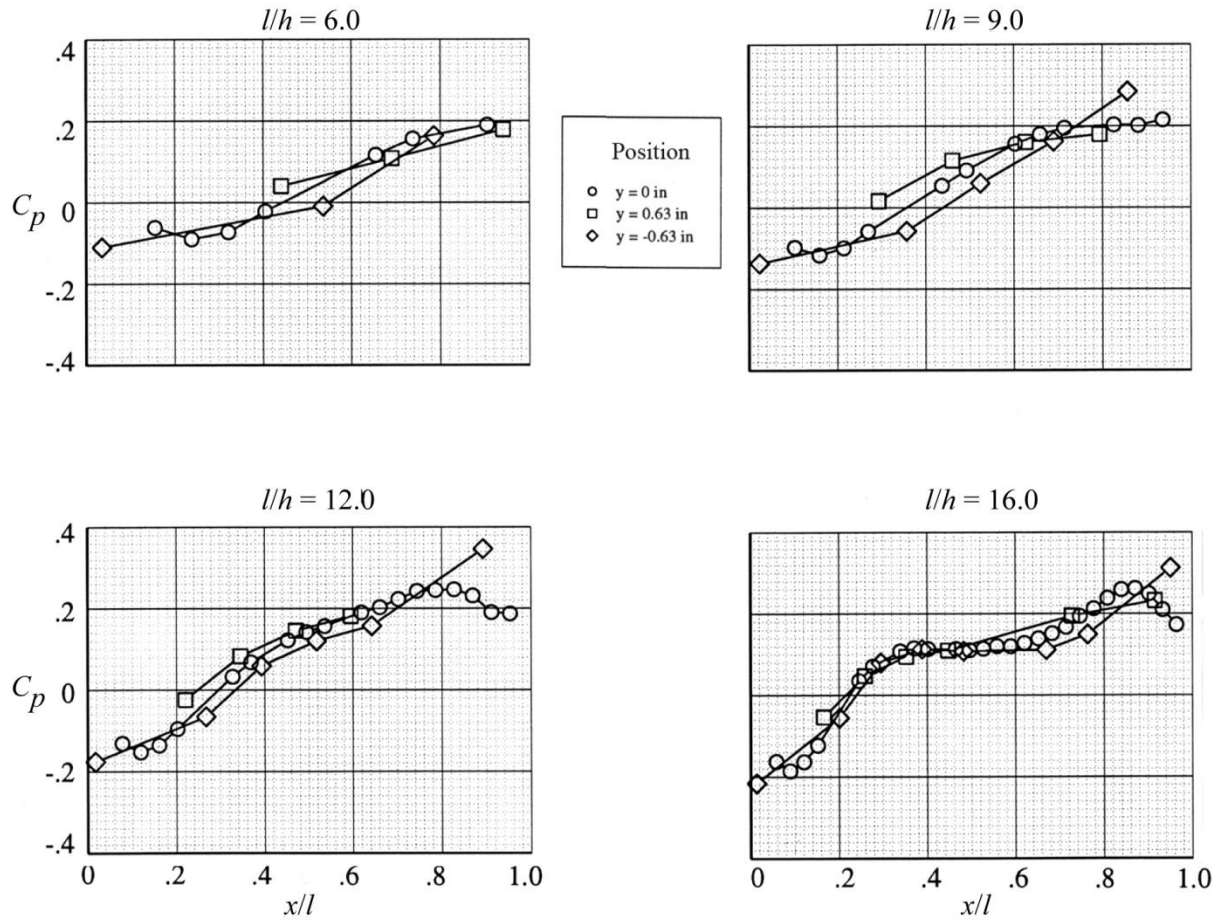 l/h = 6.0
l/h = 9.0
.4
.2
0
-.2
-.4
Cp
Position
y = 0 in
y = 0.63 in
y = -0.63 in
l/h = 12.0
l/h = 16.0
.4
.2
0
-.2
-.4
Cp
0 .2 .4 .6 .8 1.0
x/l
0 .2 .4 .6 .8 1.0
x/l